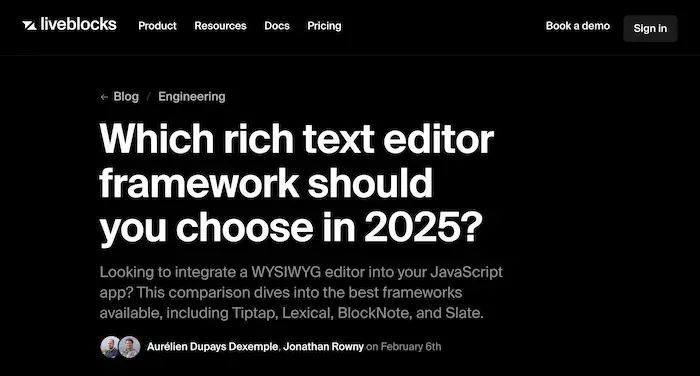 liveblocks Product Resources Docs Pricing Book a demo Sign in
← Blog / Engineering
Which rich text editor
framework should
you choose in 2025?
Looking to integrate a WYSIWYG editor into your JavaScript
app? This comparison dives into the best frameworks
available, including Tiptap, Lexical, BlockNote, and Slate.
Aurélien Dupays Dexemple, Jonathan Rowny on February 6th